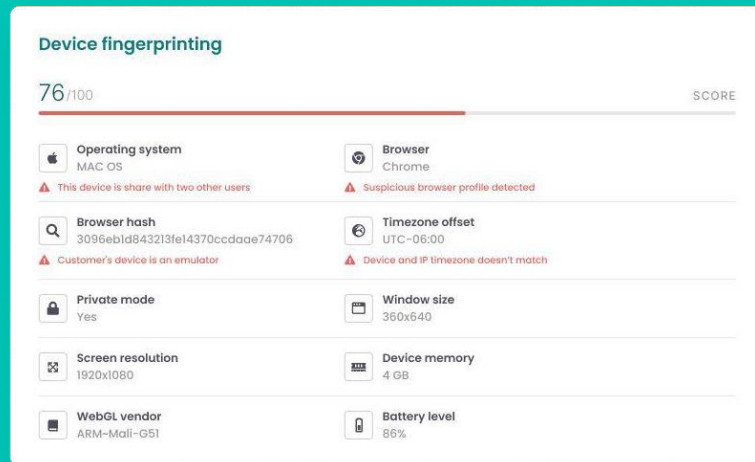 Device fingerprinting
76/100
SCORE
Operating system
MAC OS
This device is share with two other users
Browser
Chrome
Suspicious browser profile detected
Browser hash
3096eb1d843213fe14370ccdaae74706
Customer's device is an emulator
Timezone offset
UTC-06:00
Device and IP timezone doesn't match
Private mode
Yes
Window size
360x640
Screen resolution
1920x1080
Device memory
4 GB
WebGL vendor
ARM-Mali-G51
Battery level
86%